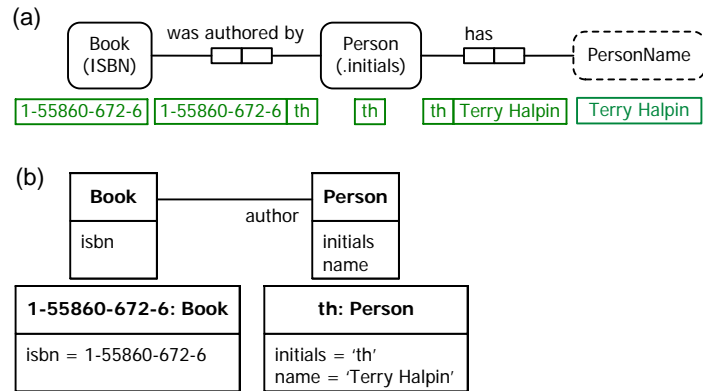 (a)
Book
(ISBN)
was authored by
Person
(.initials)
has
PersonName
1-55860-672-6 1-55860-672-6 th th th Terry Halpin Terry Halpin
(b)
Book
isbn
author
Person
initials
name
1-55860-672-6: Book
isbn = 1-55860-672-6
th: Person
initials = ‘th’
name = ‘Terry Halpin’